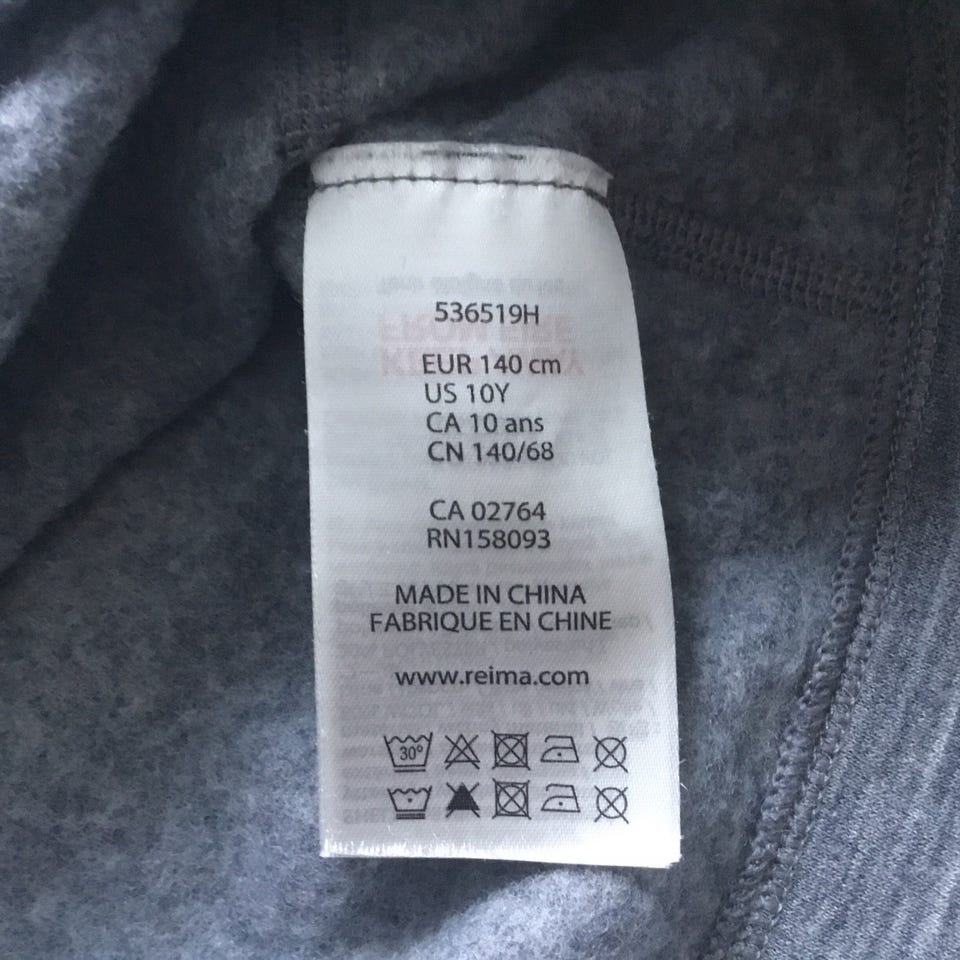 536519H
EUR 140 cm
US 10Y
CA 10 ans
CN 140/68
CA 02764
RN158093
MADE IN CHINA
FABRIQUE EN CHINE
www.reima.com
30°